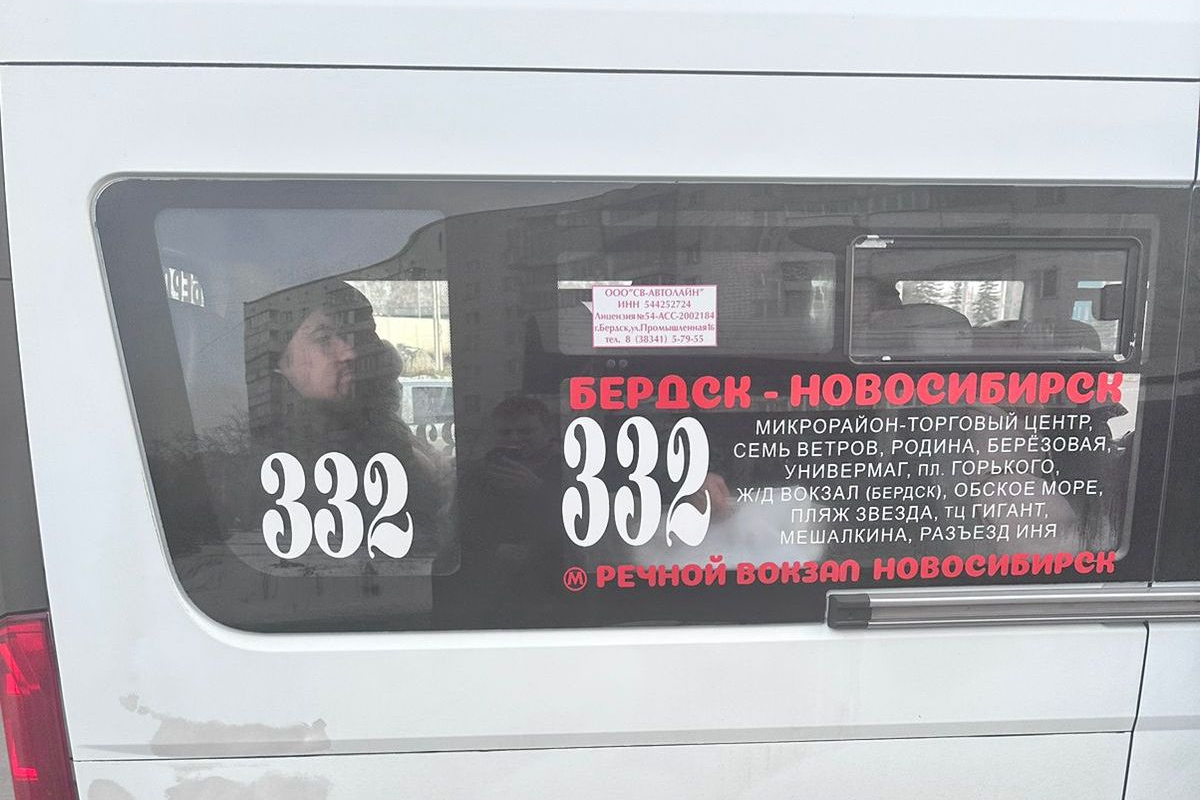 ООО"СВ-АВТОЛАЙН"
ИНН 544252724
Лицензия №54-АСС-2002184
г.Бердск,ул.Промышленная 16
тел. 8 (38341) 5-79-55
БЕРДСК - НОВОСИБИРСК
332
332
МИКРОРАЙОН-ТОРГОВЫЙ ЦЕНТР,
СЕМЬ ВЕТРОВ, РОДИНА, БЕРЁЗОВАЯ,
УНИВЕРМАГ, ПЛ. ГОРЬКОГО,
Ж/Д ВОКЗАЛ (БЕРДСК), ОБСКОЕ МОРЕ,
ПЛЯЖ ЗВЕЗДА, ТЦ ГИГАНТ,
МЕШАЛКИНА, РАЗЪЕЗД ИНЯ
М РЕЧНОЙ ВОКЗАЛ НОВОСИБИРСК